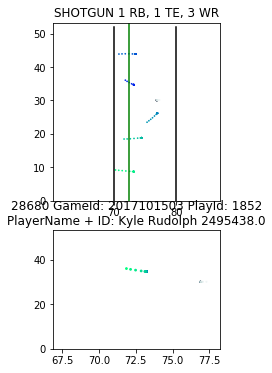 SHOTGUN 1 RB, 1 TE, 3 WR
50
40
30
20
10
0
70 80
28680 GameId: 2017101503 PlayId: 1852
PlayerName + ID: Kyle Rudolph 2495438.0
40
20
0
67.5 70.0 72.5 75.0 77.5